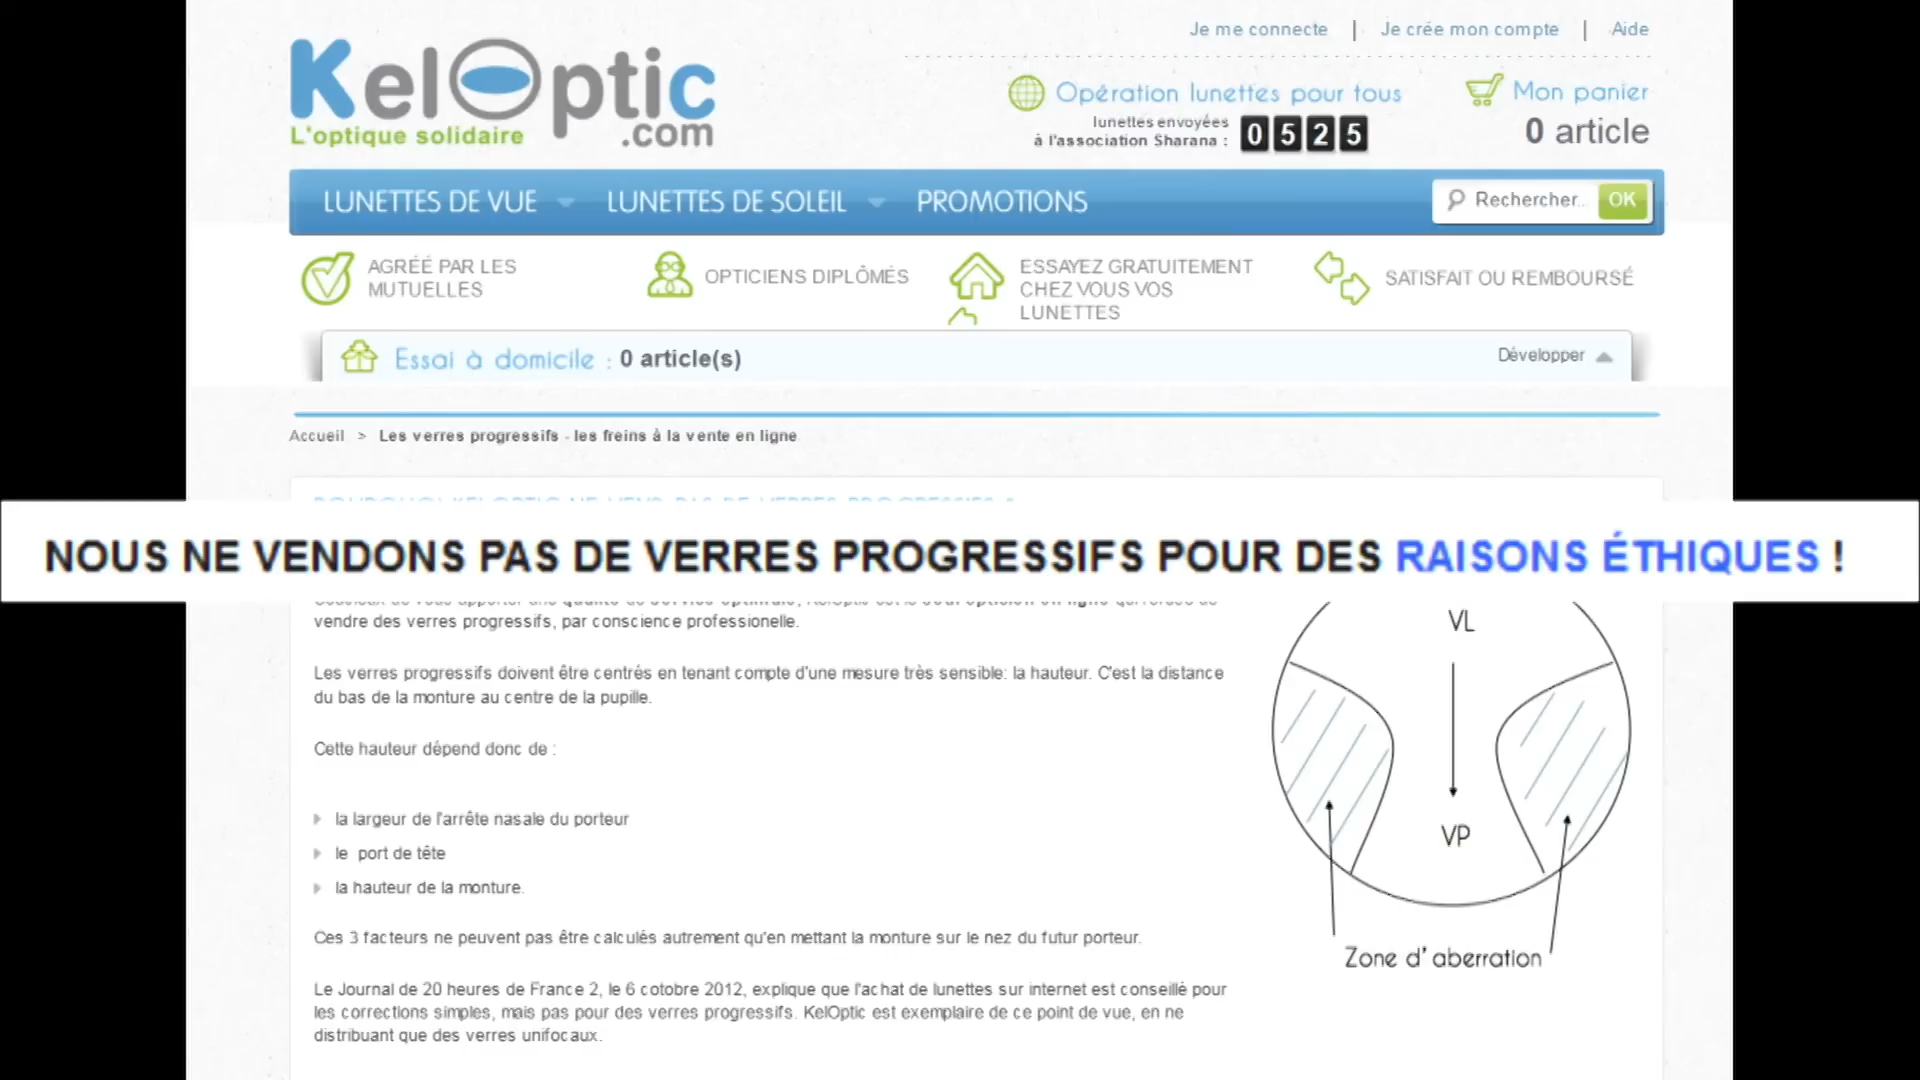 Je me connecte | Je crée mon compte | Aide
KelOptic
.com
L'optique solidaire
Opération lunettes pour tous
lunettes envoyées
à l'association Sharana : 0525
Mon panier
0 article
LUNETTES DE VUE LUNETTES DE SOLEIL PROMOTIONS
Rechercher... OK
AGRÉÉ PAR LES
MUTUELLES
OPTICIENS DIPLÔMÉS
ESSAYEZ GRATUITEMENT
CHEZ VOUS VOS
LUNETTES
SATISFAIT OU REMBOURSÉ
Essai à domicile : 0 article(s)
Développer
Accueil > Les verres progressifs - les freins à la vente en ligne
POURQUOI KELOPTIC NE VEND PAS DE VERRES PROGRESSIFS ?
NOUS NE VENDONS PAS DE VERRES PROGRESSIFS POUR DES RAISONS ÉTHIQUES !
vendre des verres progressifs, par conscience professionelle.
Les verres progressifs doivent être centrés en tenant compte d'une mesure très sensible: la hauteur. C'est la distance
du bas de la monture au centre de la pupille.
Cette hauteur dépend donc de :
la largeur de l'arrête nasale du porteur
le port de tête
la hauteur de la monture.
Ces 3 facteurs ne peuvent pas être calculés autrement qu'en mettant la monture sur le nez du futur porteur.
Le Journal de 20 heures de France 2, le 6 cotobre 2012, explique que l'achat de lunettes sur internet est conseillé pour
les corrections simples, mais pas pour des verres progressifs. KelOptic est exemplaire de ce point de vue, en ne
distribuant que des verres unifocaux.
VL
VP
Zone d'aberration